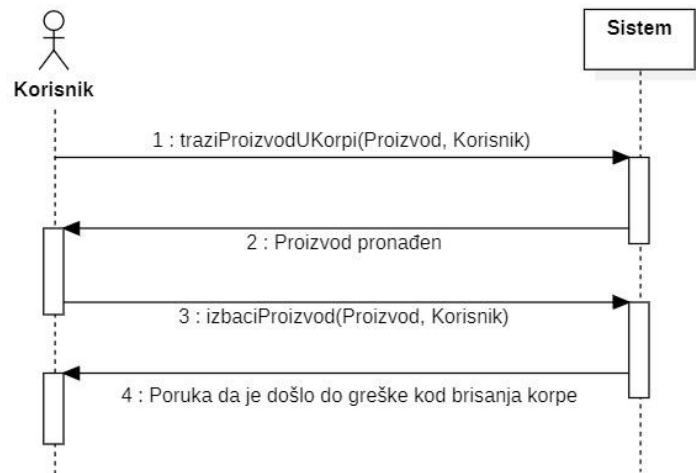 Sistem
Korisnik
1 : traziProizvodUKorpi(Proizvod, Korisnik)
2 : Proizvod pronađen
3 : izbaciProizvod(Proizvod, Korisnik)
4 : Poruka da je došlo do greške kod brisanja korpe